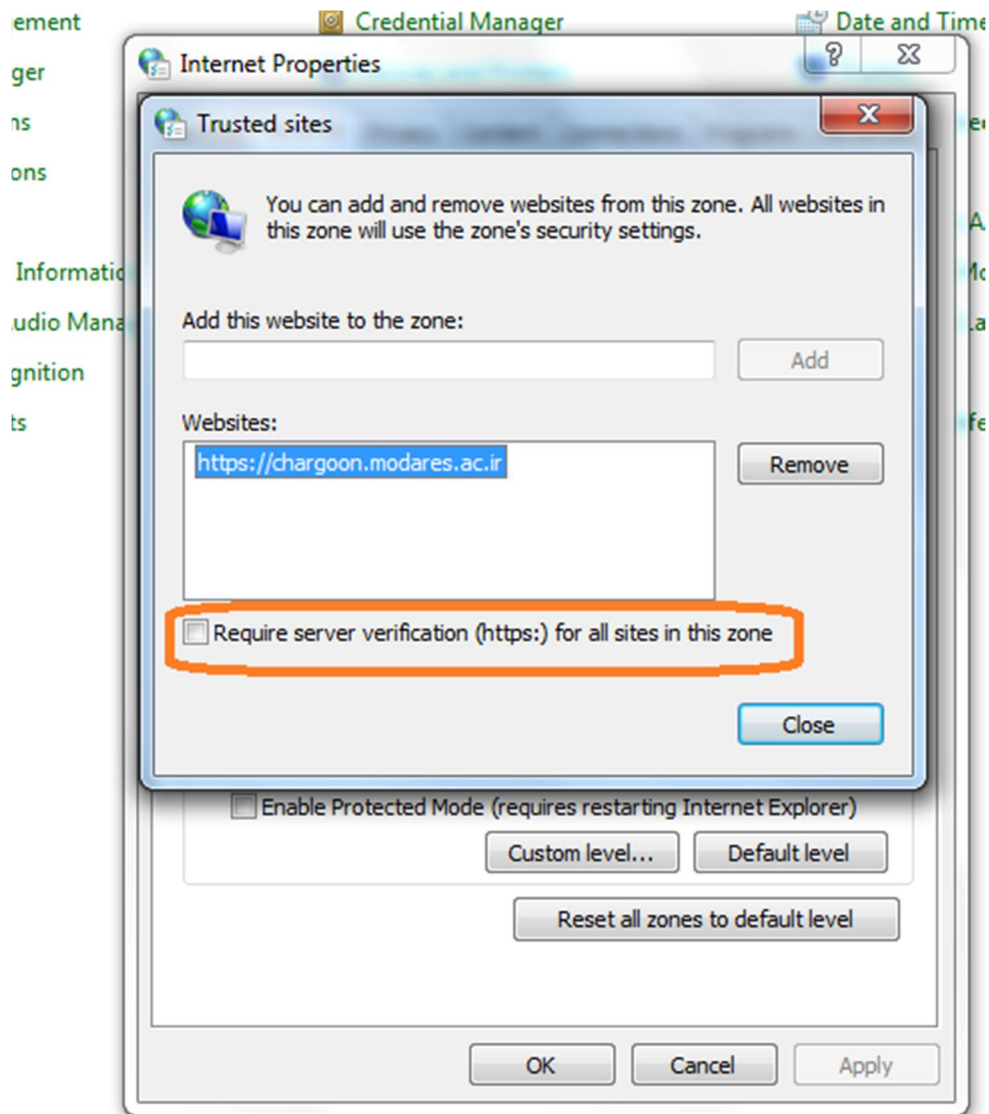 ement
Credential Manager
Date and Time
Internet Properties
ger
Trusted sites
ns
ons
You can add and remove websites from this zone. All websites in
this zone will use the zone's security settings.
Informatic
Add this website to the zone:
udio Mana
Add
gnition
Websites:
ts
fe
https://chargoon.modares.ac.ir
Remove
Require server verification (https:) for all sites in this zone
Close
Enable Protected Mode (requires restarting Internet Explorer)
Custom level...
Default level
Reset all zones to default level
OK
Cancel
Apply